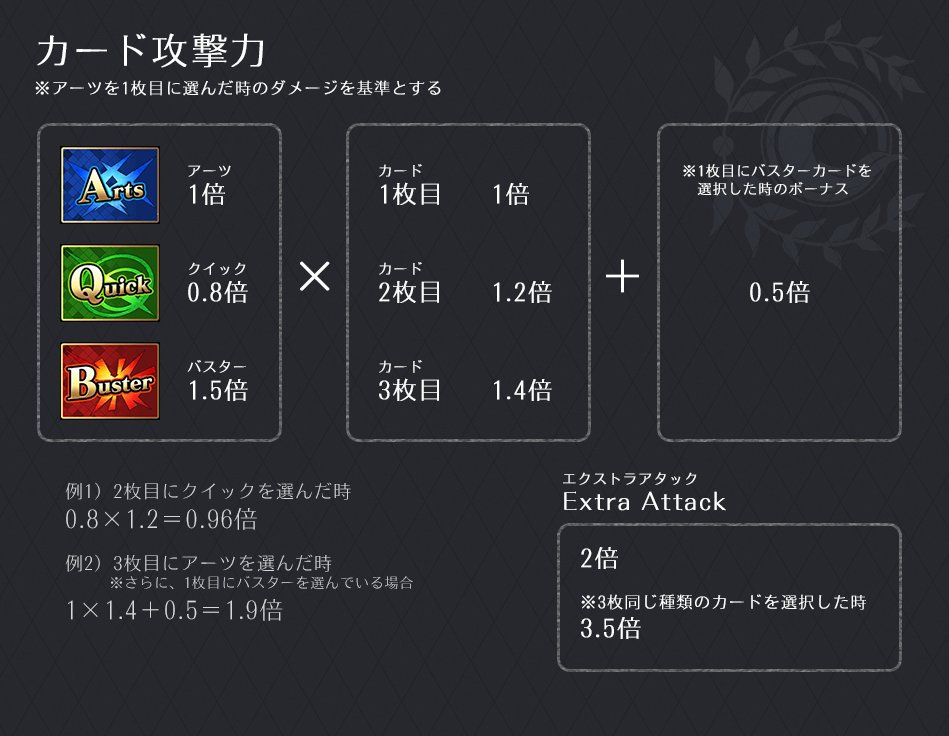 カード攻撃力
※アーツを1枚目に選んだ時のダメージを基準とする
Arts
アーツ
1倍
Quick
クイック
0.8倍
Buster
バスター
1.5倍
×
カード
1枚目 1倍
カード
2枚目 1.2倍
カード
3枚目 1.4倍
+
※1枚目にバスターカードを
選択した時のボーナス
0.5倍
例1）2枚目にクイックを選んだ時
0.8×1.2＝0.96倍
例2）3枚目にアーツを選んだ時
※さらに、1枚目にバスターを選んでいる場合
1×1.4＋0.5＝1.9倍
エクストラアタック
Extra Attack
2倍
※3枚同じ種類のカードを選択した時
3.5倍